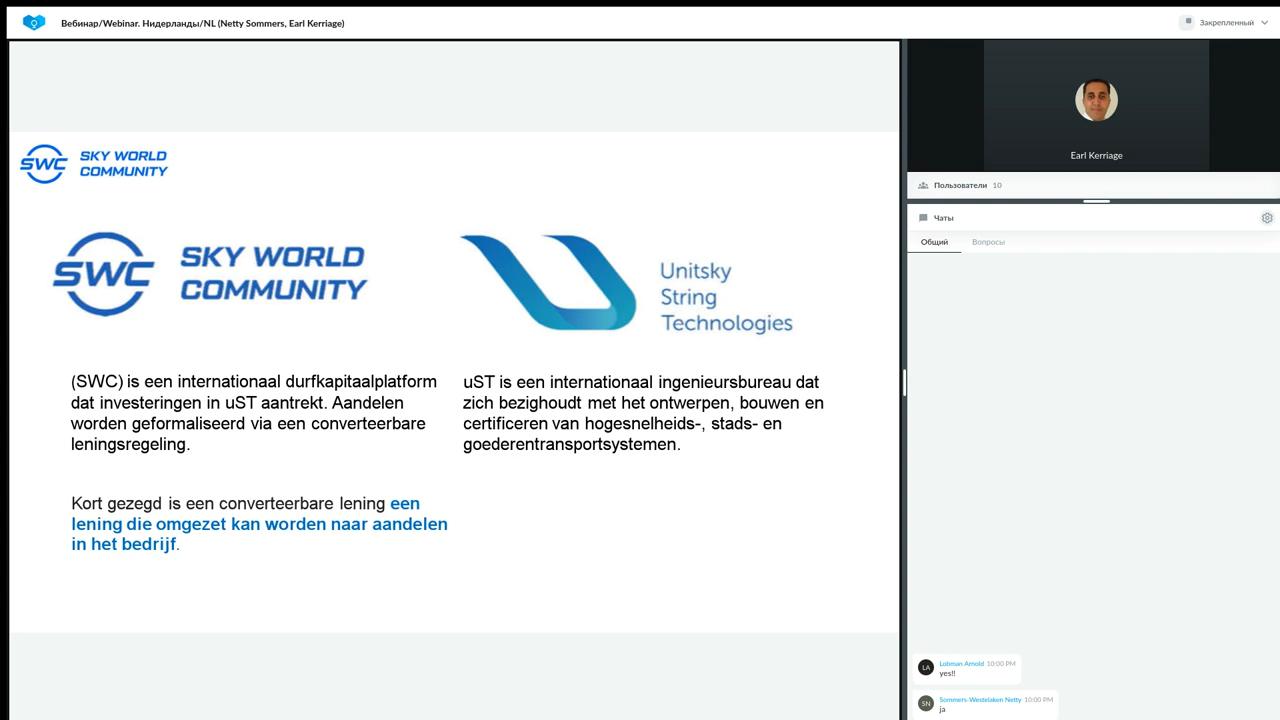 Вебинар/Webinar. Нидерланды/NL (Netty Sommers, Earl Kerriage)
Закрепленный
SWC SKY WORLD
COMMUNITY
SWC SKY WORLD
COMMUNITY
Unitsky
String
Technologies
(SWC) is een internationaal durfkapitaalplatform
dat investeringen in uST aantrekt. Aandelen
worden geformaliseerd via een converteerbare
leningsregeling.
uST is een internationaal ingenieursbureau dat
zich bezighoudt met het ontwerpen, bouwen en
certificeren van hogesnelheids-, stads- en
goederentransportsystemen.
Kort gezegd is een converteerbare lening een
lening die omgezet kan worden naar aandelen
in het bedrijf.
Earl Kerriage
Пользователи 10
Чаты
Общий Вопросы
LA Lobman Arnold 10:00 PM
yes!!
SN Sommers-Westelaken Netty 10:00 PM
ja